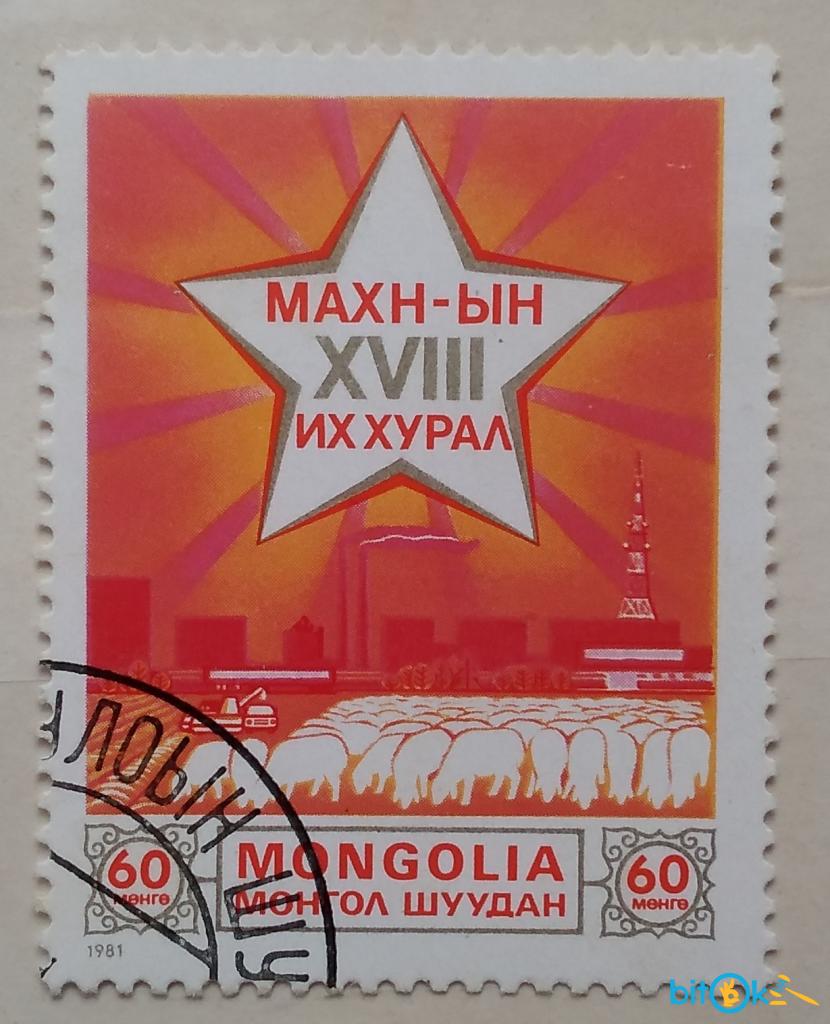 МАХН-ЫН
XVIII
ИХ ХУРАЛ
60
мөнгө
MONGOLIA
МОНГОЛ ШУУДАН
60
мөнгө
1981
bitok